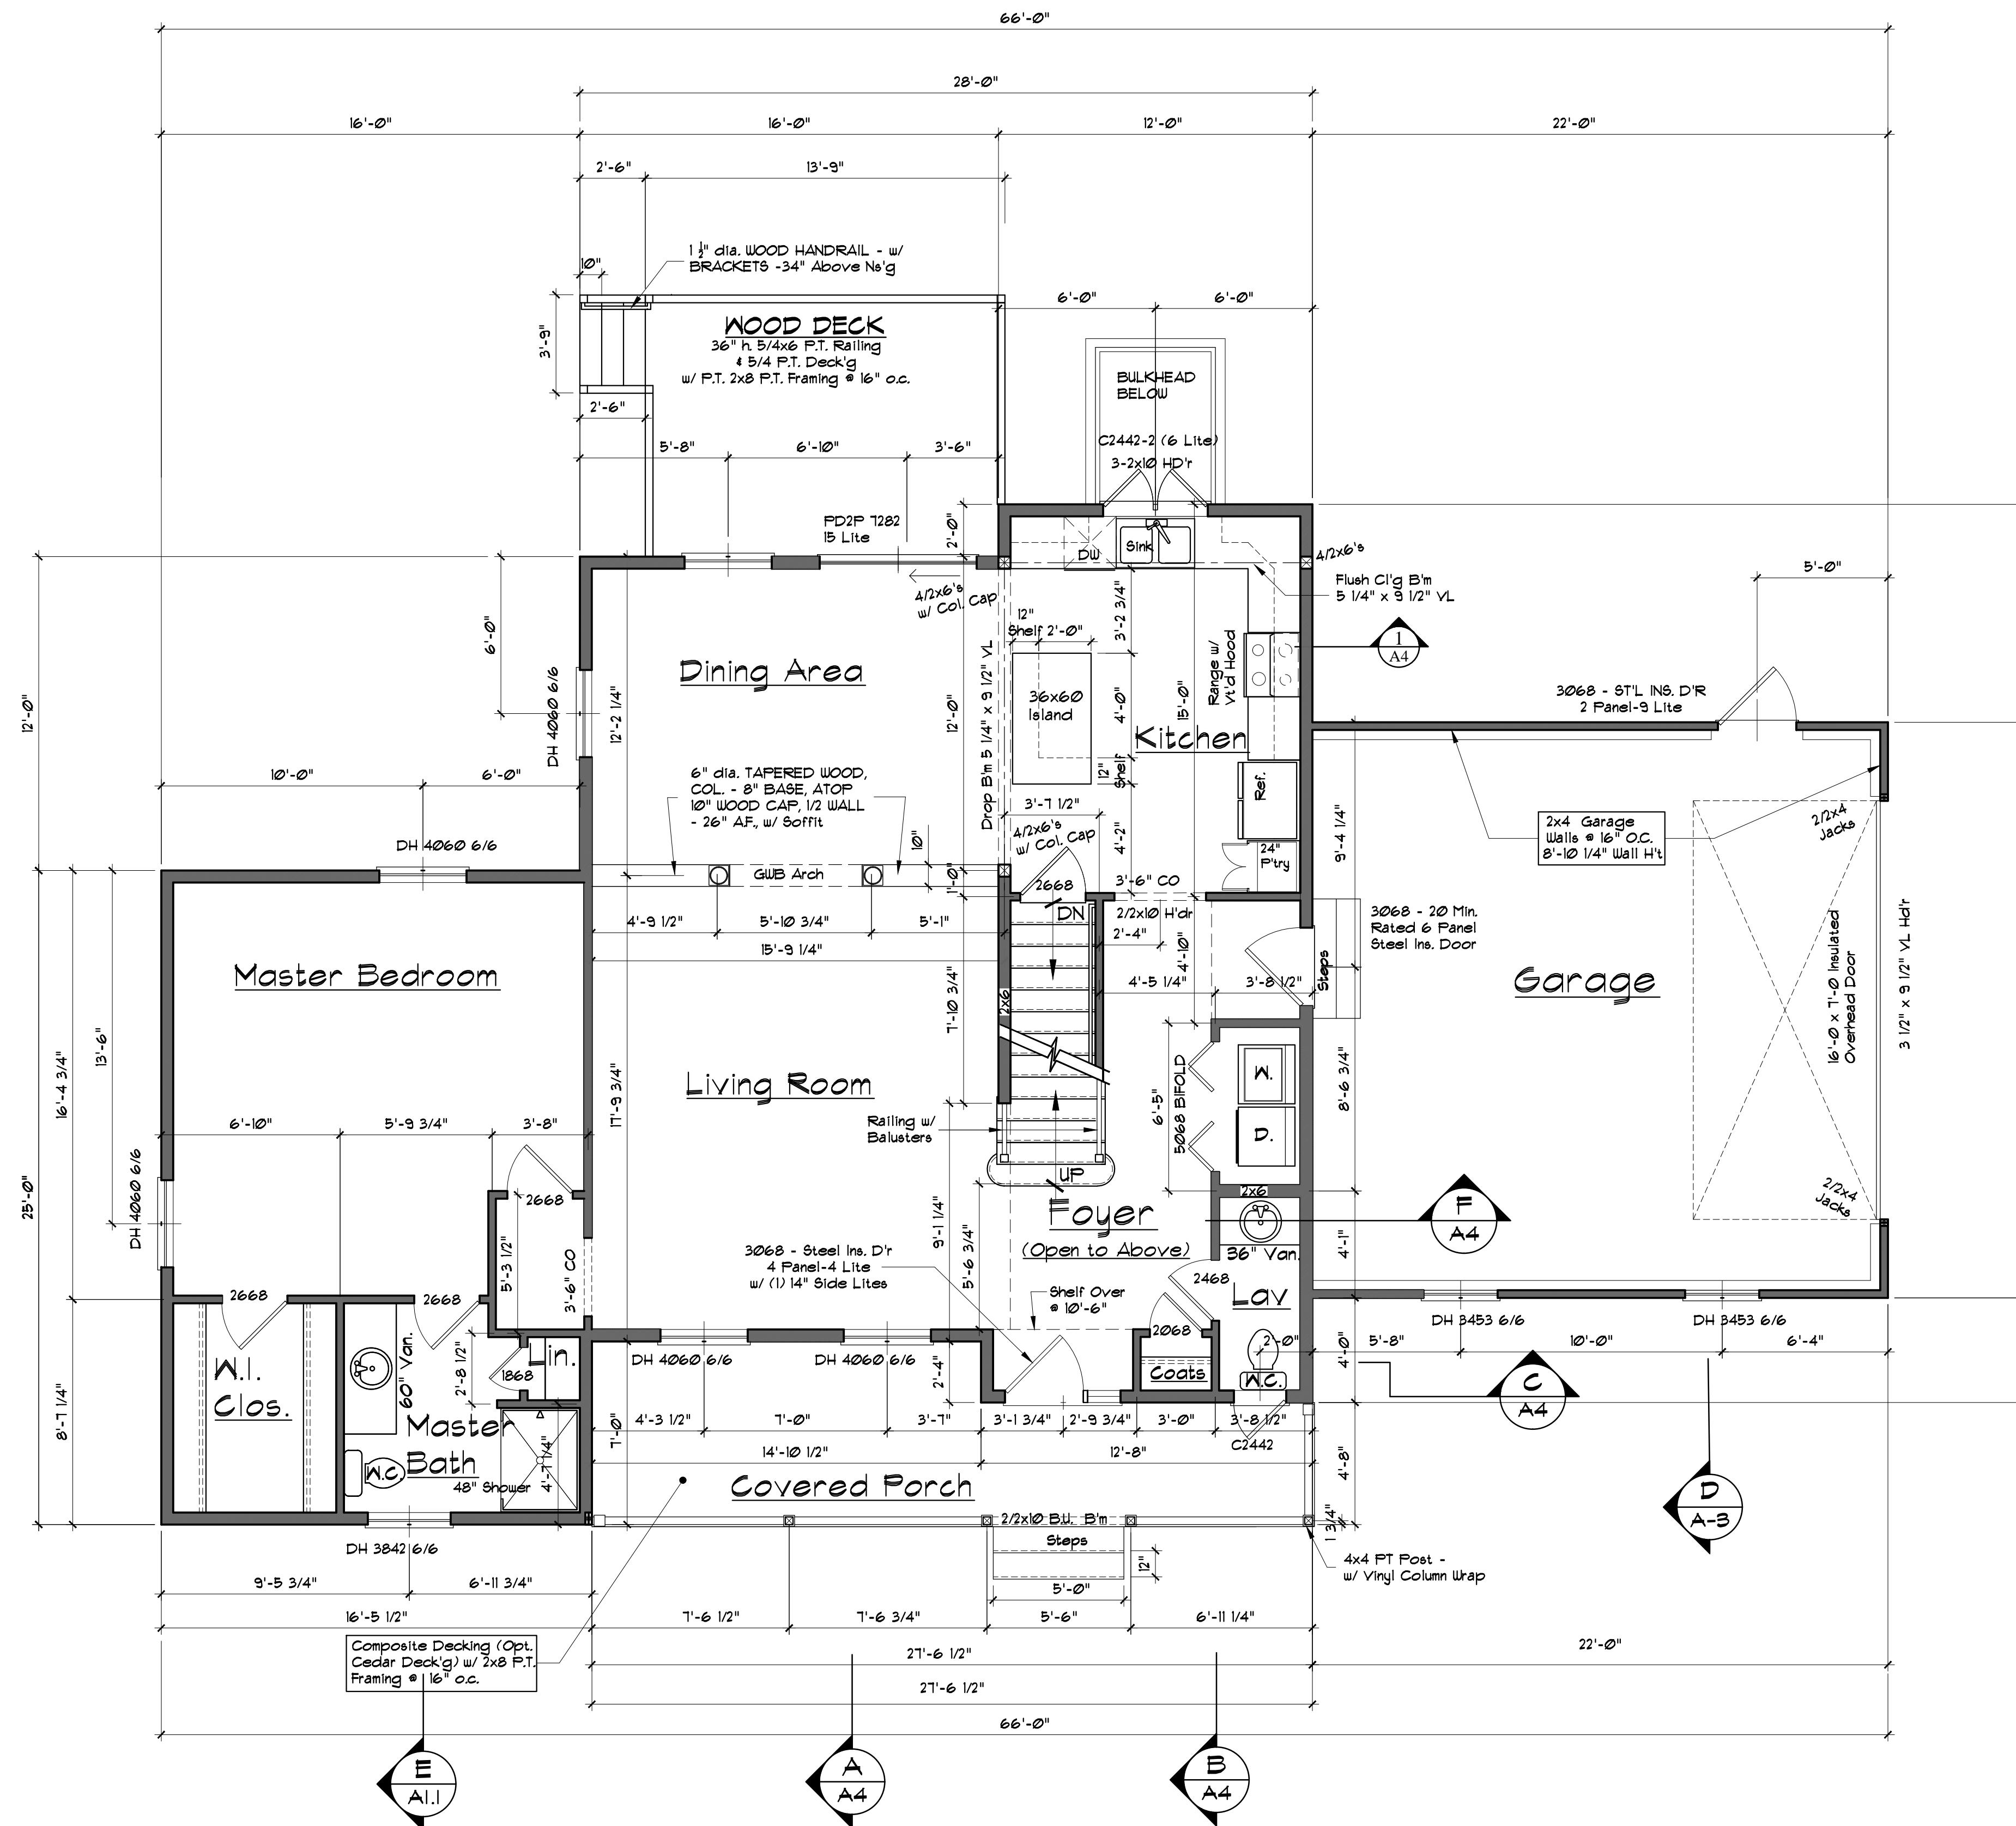 66'-0"
28'-0"
16'-0"
16'-0"
12'-0"
22'-0"
2'-6"
13'-9"
1 ½" dia. WOOD HANDRAIL - w/
BRACKETS -34" Above Ns'g
10"
6'-0"
6'-0"
3'-9"
WOOD DECK
36" h. 5/4x6 P.T. Railing
& 5/4 P.T. Deck'g
w/ P.T. 2x8 P.T. Framing @ 16" o.c.
BULKHEAD
BELOW
2'-6"
5'-8"
6'-10"
3'-6"
C2442-2 (6 Lite)
3-2x10 HD'r
PD2P 7282
15 Lite
2'-0"
DW
Sink
4/2x6's
Flush Cl'g B'm
5 1/4" x 9 1/2" VL
5'-0"
4/2x6's
w/ Col. Cap
12"
Shelf
2'-0"
3'-2 3/4"
6'-0"
12'-0"
DH 4060 6/6
12'-2 1/4"
Dining Area
12'-0"
Drop B'm 5 1/4" x 9 1/2" VL
36x60
Island
4'-0"
15'-0"
Range w/
Vt'd Hood
Kitchen
1
A4
3068 - ST'L INS. D'R
2 Panel-9 Lite
10'-0"
6'-0"
6" dia. TAPERED WOOD,
COL. - 8" BASE, ATOP
10" WOOD CAP, 1/2 WALL
- 26" A.F., w/ Soffit
12"
Shelf
Ref.
3'-7 1/2"
4/2x6's
w/ Col. Cap
4'-2"
24"
P'try
9'-4 1/4"
2x4 Garage
Walls @ 16" O.C.
8'-10 1/4" Wall H't
2/2x4
Jacks
DH 4060 6/6
10"
GWB Arch
1'-0"
2668
3'-6" CO
DN
2/2x10 H'dr
2'-4"
4'-9 1/2"
5'-10 3/4"
5'-1"
15'-9 1/4"
4'-10"
3068 - 20 Min.
Rated 6 Panel
Steel Ins. Door
Steps
16'-0 x 7'-0 Insulated
Overhead Door
3 1/2" x 9 1/2" VL Hd'r
Master Bedroom
7'-10 3/4"
2x6
4'-5 1/4"
3'-8 1/2"
Garage
13'-6"
16'-4 3/4"
17'-9 3/4"
Living Room
6'-5"
5068 BIFOLD
W.
D.
8'-6 3/4"
Railing w/
Balusters
6'-10"
5'-9 3/4"
3'-8"
25'-0"
DH 4060 6/6
2668
UP
2x6
2/2x4
Jacks
Foyer
(Open to Above)
36" Van.
F
A4
5'-3 1/2"
3'-6" CO
3068 - Steel Ins. D'r
4 Panel-4 Lite
w/ (1) 14" Side Lites
9'-1 1/4"
5'-6 3/4"
4'-1"
2468
Lav
Shelf Over
@ 10'-6"
2668
2668
2068
2'-0"
DH 3453 6/6
DH 3453 6/6
5'-8"
10'-0"
6'-4"
W.I.
Clos.
60" Van.
2'-8 1/2"
1868
Lin.
DH 4060 6/6
DH 4060 6/6
2'-4"
Coats
W.C.
4'-0"
C
A4
8'-7 1/4"
Master
Bath
W.C.
48" Shower
4'-7 1/4"
7'-0"
4'-3 1/2"
7'-0"
3'-7"
3'-1 3/4"
2'-9 3/4"
3'-0"
3'-8 1/2"
C2442
14'-10 1/2"
12'-8"
4'-8"
Covered Porch
D
A-3
2/2x10 B.U. B'm
1 3/4"
Steps
12"
DH 3842 6/6
4x4 PT Post -
w/ Vinyl Column Wrap
9'-5 3/4"
6'-11 3/4"
5'-0"
16'-5 1/2"
7'-6 1/2"
7'-6 3/4"
5'-6"
6'-11 1/4"
Composite Decking (Opt.
Cedar Deck'g) w/ 2x8 P.T.
Framing @ 16" o.c.
27'-6 1/2"
22'-0"
27'-6 1/2"
66'-0"
E
A1.1
A
A4
B
A4